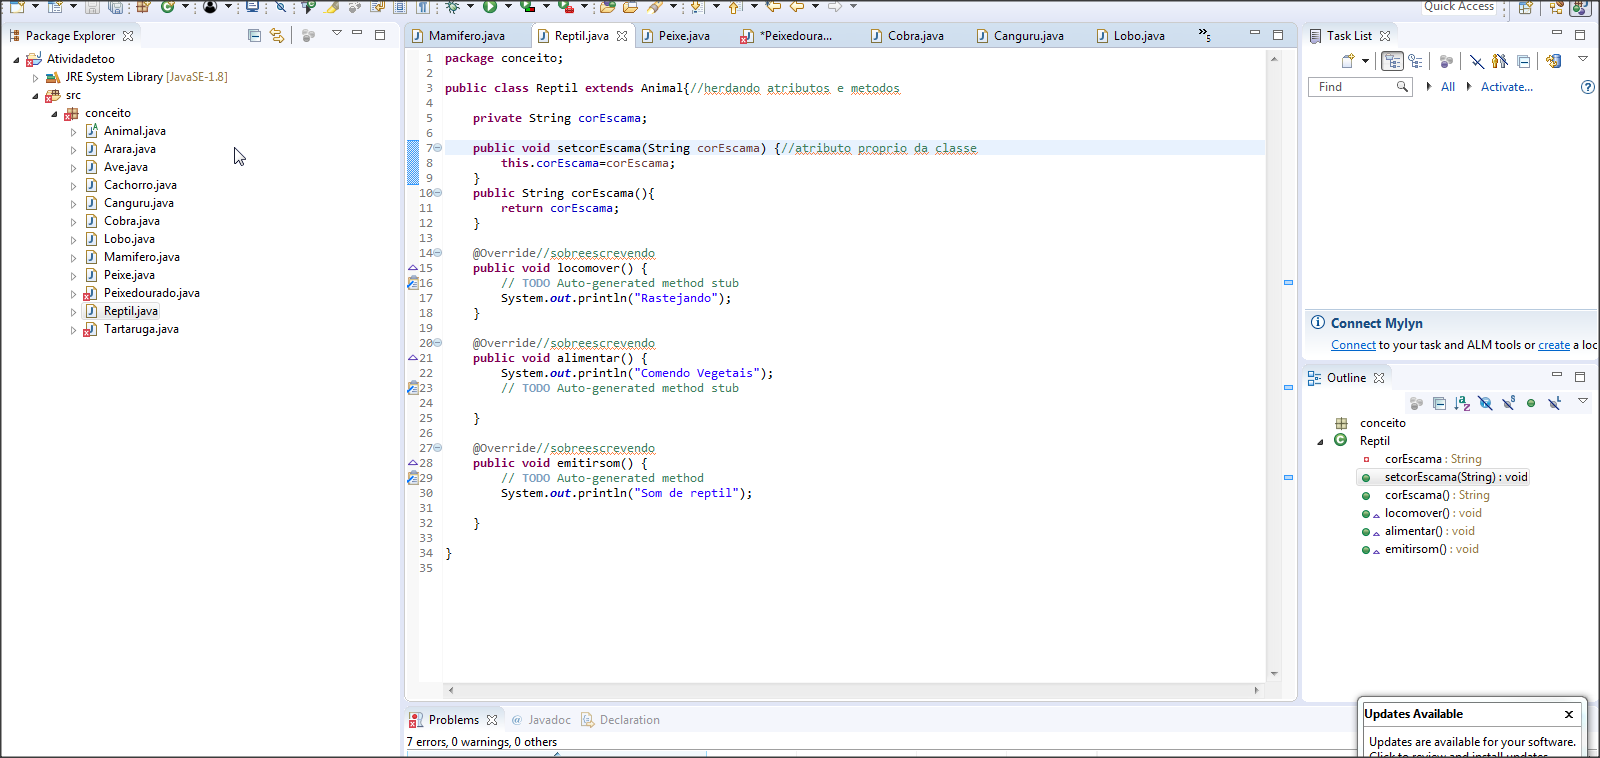 Quick Access
Package Explorer
Atividadetoo
JRE System Library [JavaSE-1.8]
src
conceito
Animal.java
Arara.java
Ave.java
Cachorro.java
Canguru.java
Cobra.java
Lobo.java
Mamifero.java
Peixe.java
Peixedourado.java
Reptil.java
Tartaruga.java
Mamifero.java Reptil.java Peixe.java *Peixedoura... Cobra.java Canguru.java Lobo.java »5
1 package conceito;
2
3 public class Reptil extends Animal{//herdando atributos e metodos
4
5 private String corEscama;
6
7 public void setcorEscama(String corEscama) {//atributo proprio da classe
8 this.corEscama=corEscama;
9 }
10 public String corEscama(){
11 return corEscama;
12 }
13
14 @Override//sobreescrevendo
15 public void locomover() {
16 // TODO Auto-generated method stub
17 System.out.println("Rastejando");
18 }
19
20 @Override//sobreescrevendo
21 public void alimentar() {
22 System.out.println("Comendo Vegetais");
23 // TODO Auto-generated method stub
24
25 }
26
27 @Override//sobreescrevendo
28 public void emitirsom() {
29 // TODO Auto-generated method
30 System.out.println("Som de reptil");
31
32 }
33
34 }
35
Problems @ Javadoc Declaration
7 errors, 0 warnings, 0 others
Task List
Find All Activate...
Connect Mylyn
Connect to your task and ALM tools or create a loc
Outline
conceito
Reptil
corEscama : String
setcorEscama(String) : void
corEscama() : String
locomover() : void
alimentar() : void
emitirsom() : void
Updates Available
Updates are available for your software.
Click to review and install updates.